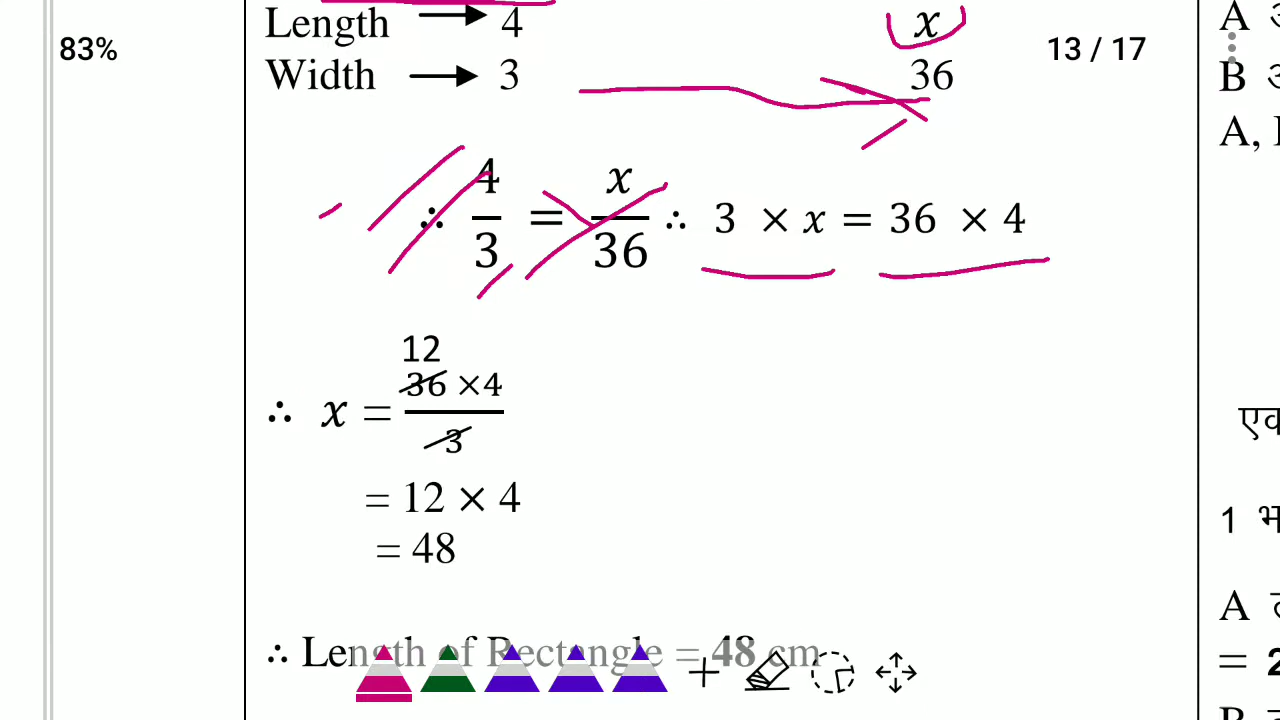 Length → 4 x
83% Width → 3 36 13 / 17
∴ 4/3 = x/36 ∴ 3 × x = 36 × 4
12
∴ x = 36 ×4 / 3
= 12 × 4
= 48
∴ Length of Rectangle = 48 cm
A
B
A,
1
A
= 2